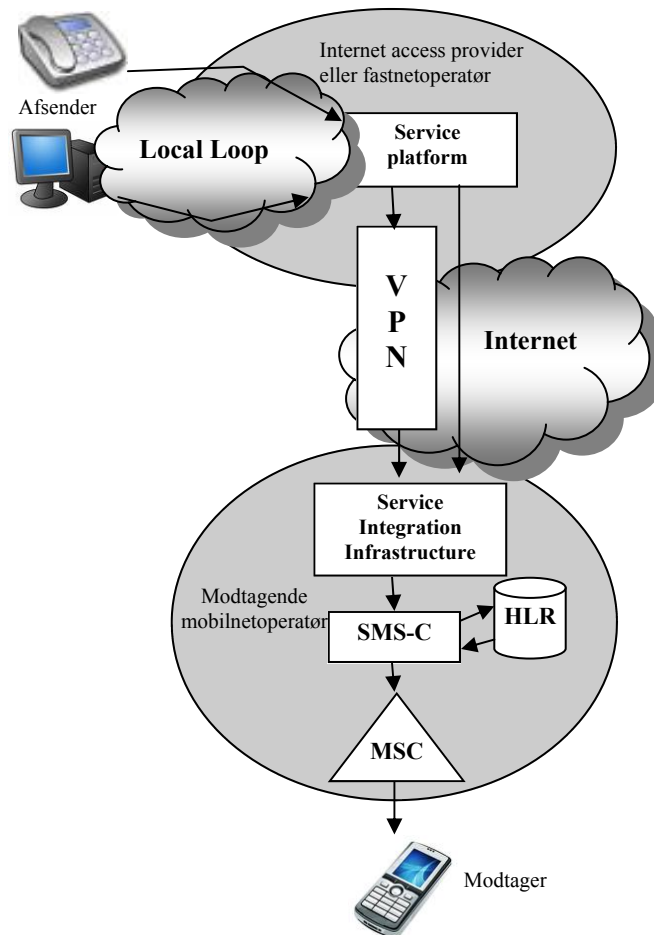 Internet access provider
eller fastnetoperatør
Afsender
Local Loop
Service
platform
V
P
N
Internet
Service
Integration
Infrastructure
Modtagende
mobilnetoperatør
SMS-C
HLR
MSC
Modtager